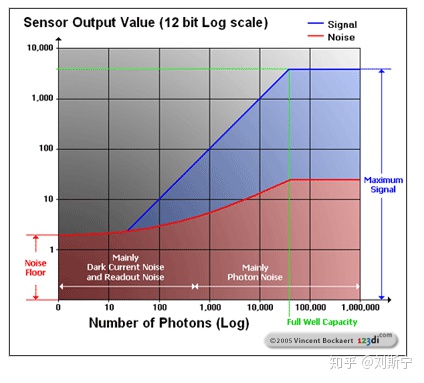 Sensor Output Value (12 bit Log scale)
Signal
Noise
10,000
1,000
100
10
1
Noise
Floor
Maximum
Signal
Mainly
Dark Current Noise
and Readout Noise
Mainly
Photon Noise
0
10
100
1,000
10,000
100,000
1,000,000
Number of Photons (Log)
Full Well Capacity
©2005 Vincent Bockaert 123di.com
知乎 @刘斯宁